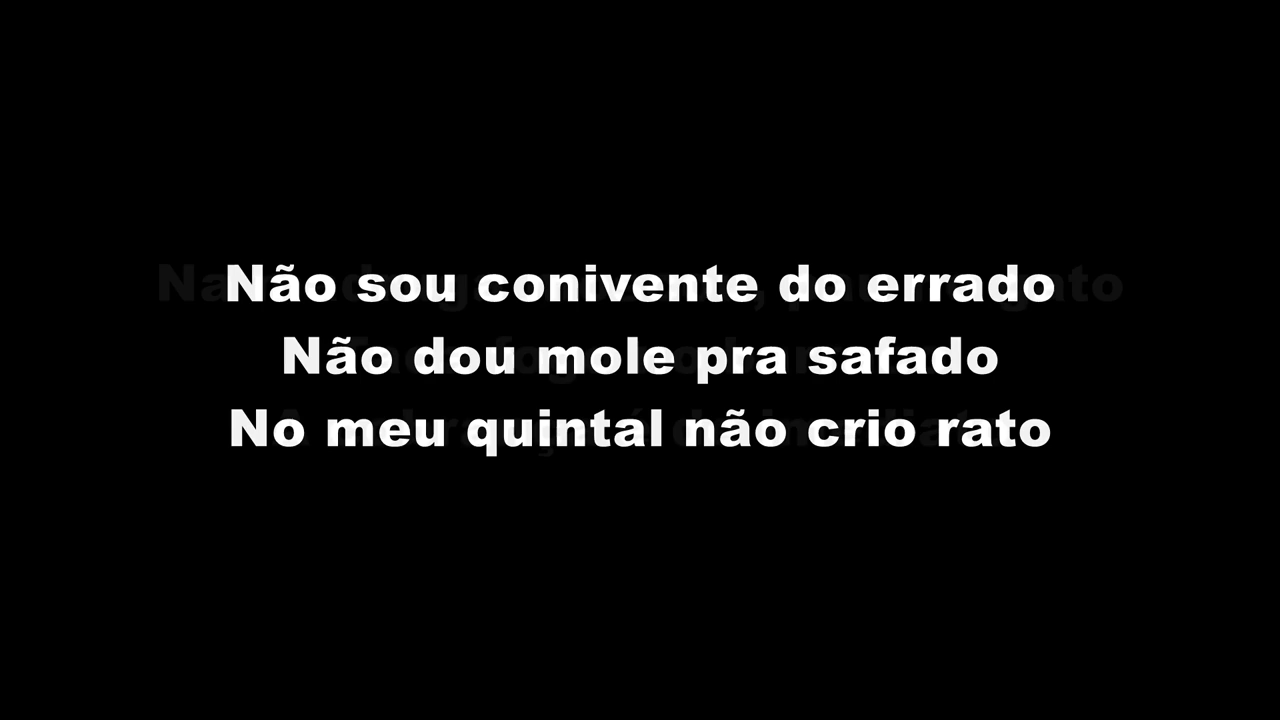 Não sou conivente do errado
Não dou mole pra safado
No meu quintal não crio rato